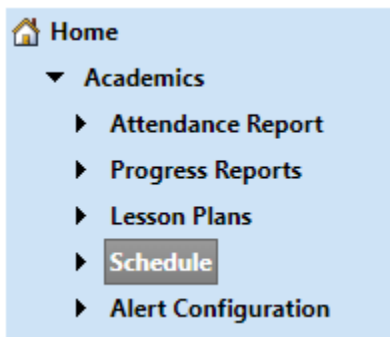 Home
Academics
Attendance Report
Progress Reports
Lesson Plans
Schedule
Alert Configuration